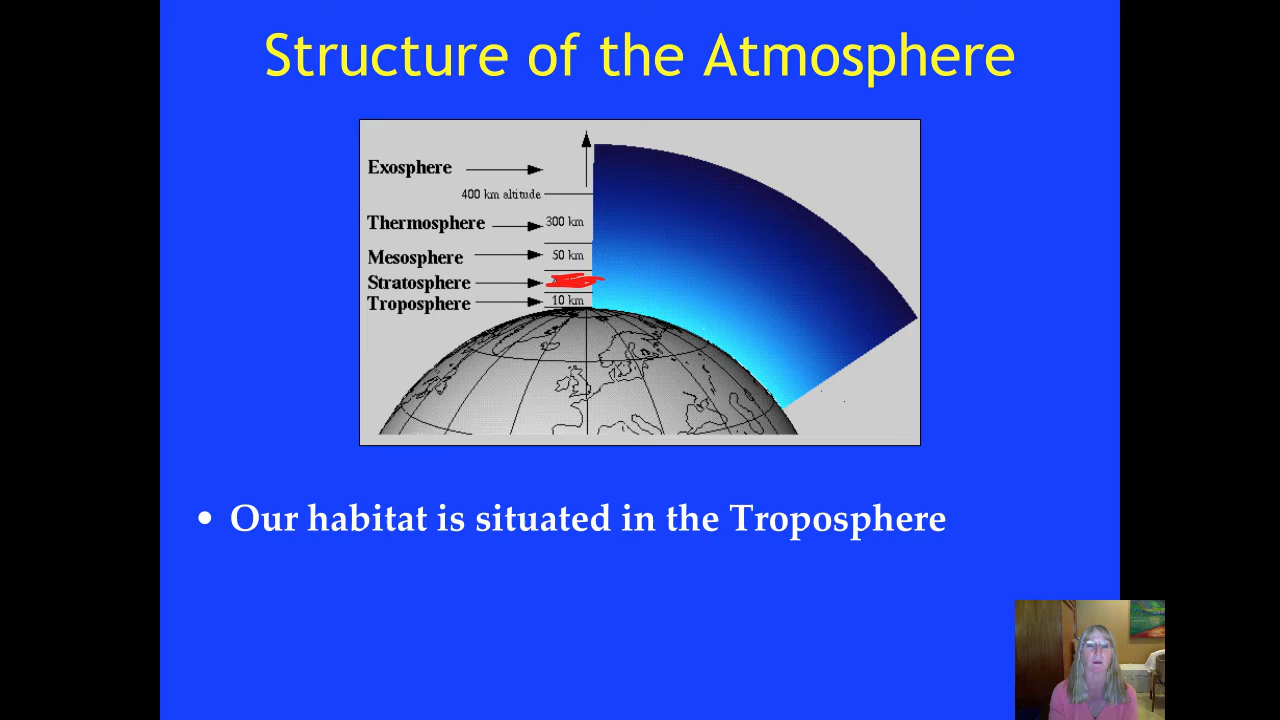 Structure of the Atmosphere
Exosphere
400 km altitude
Thermosphere 300 km
Mesosphere 50 km
Stratosphere
Troposphere 10 km
• Our habitat is situated in the Troposphere